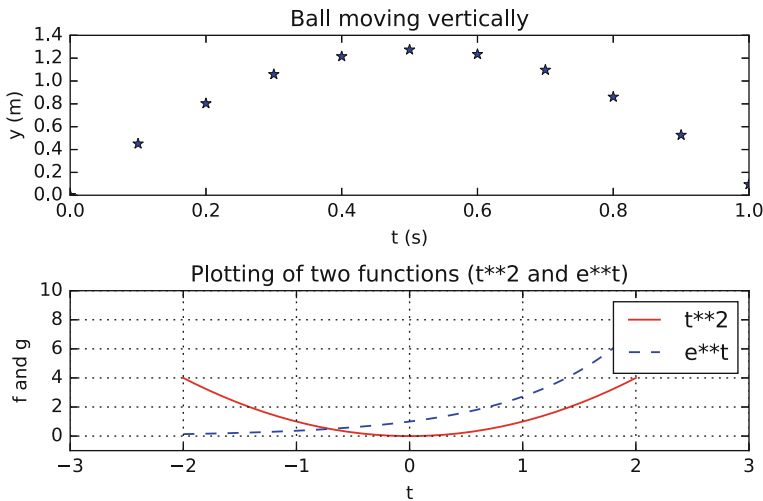 Ball moving vertically
1.4
1.2
1.0
0.8
0.6
0.4
0.2
0.0
y (m)
0.0 0.2 0.4 0.6 0.8 1.0
t (s)
Plotting of two functions (t**2 and e**t)
10
8
6
4
2
0
f and g
t**2
e**t
−3 −2 −1 0 1 2 3
t